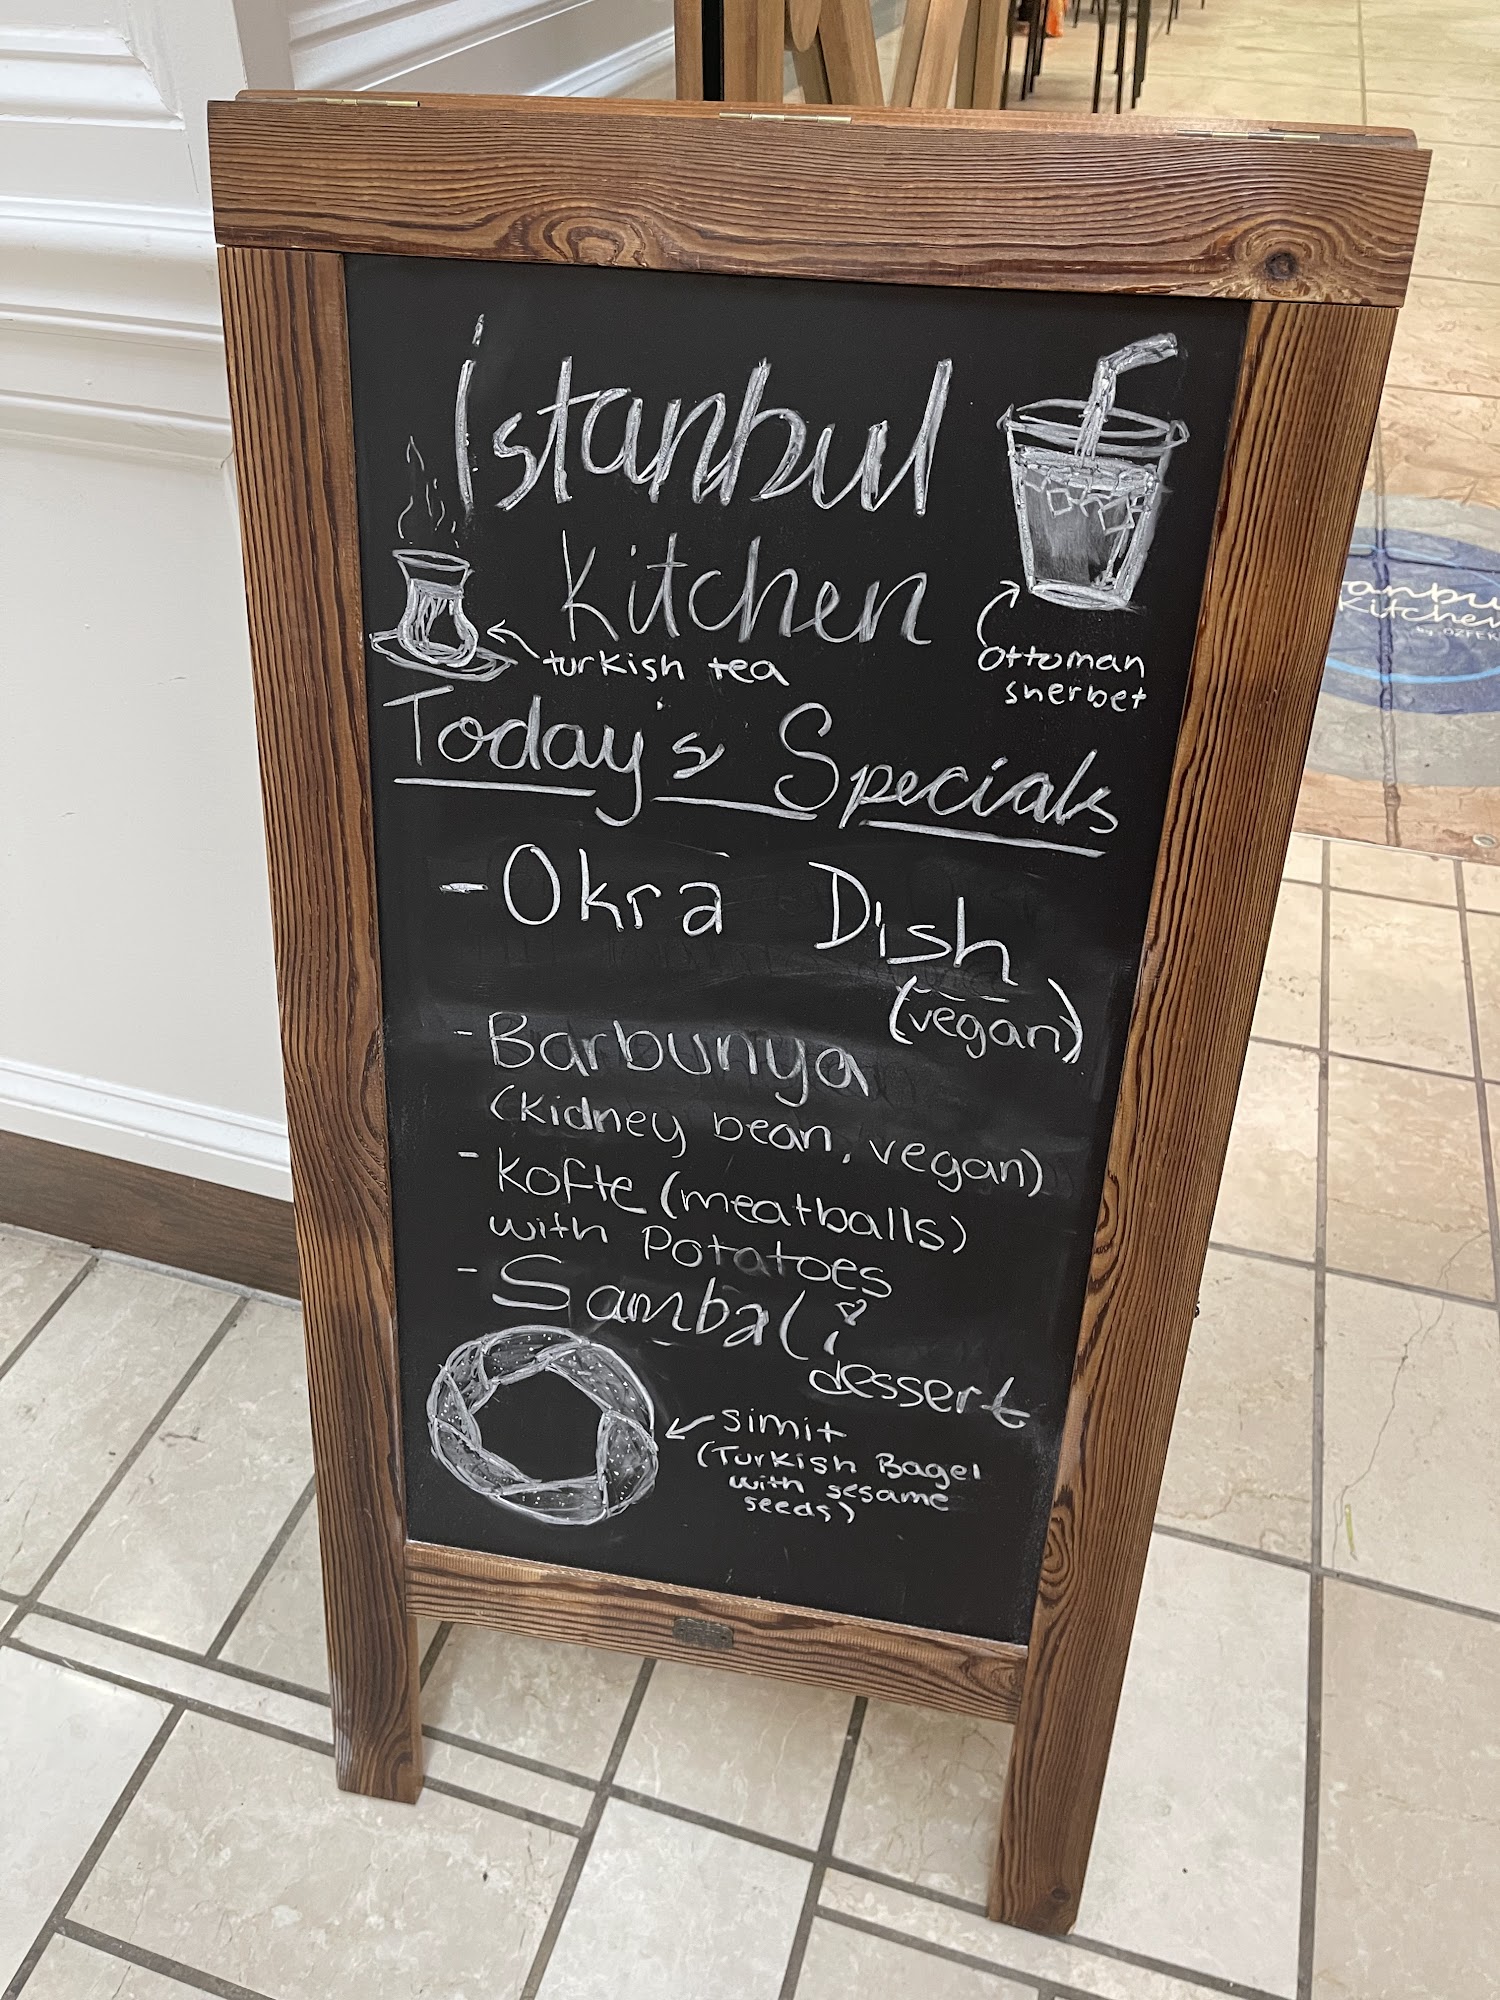 İstanbul
Kitchen
turkish tea
Ottoman
sherbet
Today's Specials
- Okra Dish
(vegan)
- Barbunya
(kidney bean, vegan)
- Kofte (meatballs)
with Potatoes
- Sambali
dessert
simit
(Turkish Bagel
with sesame
seeds)
Kitchen